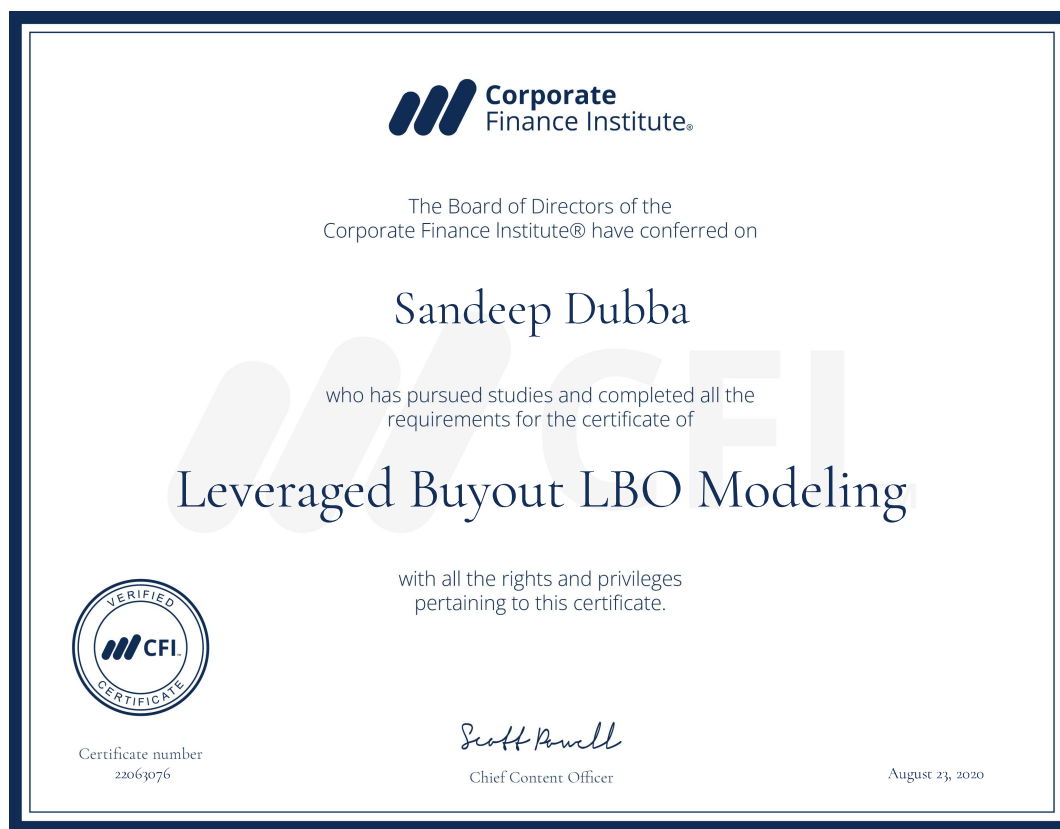 Corporate
Finance Institute®
The Board of Directors of the
Corporate Finance Institute® have conferred on
Sandeep Dubba
CFI
who has pursued studies and completed all the
requirements for the certificate of
Leveraged Buyout LBO Modeling
with all the rights and privileges
pertaining to this certificate.
VERIFIED
CFI™
CERTIFICATE
Scott Powell
Certificate number
22063076
Chief Content Officer
August 23, 2020